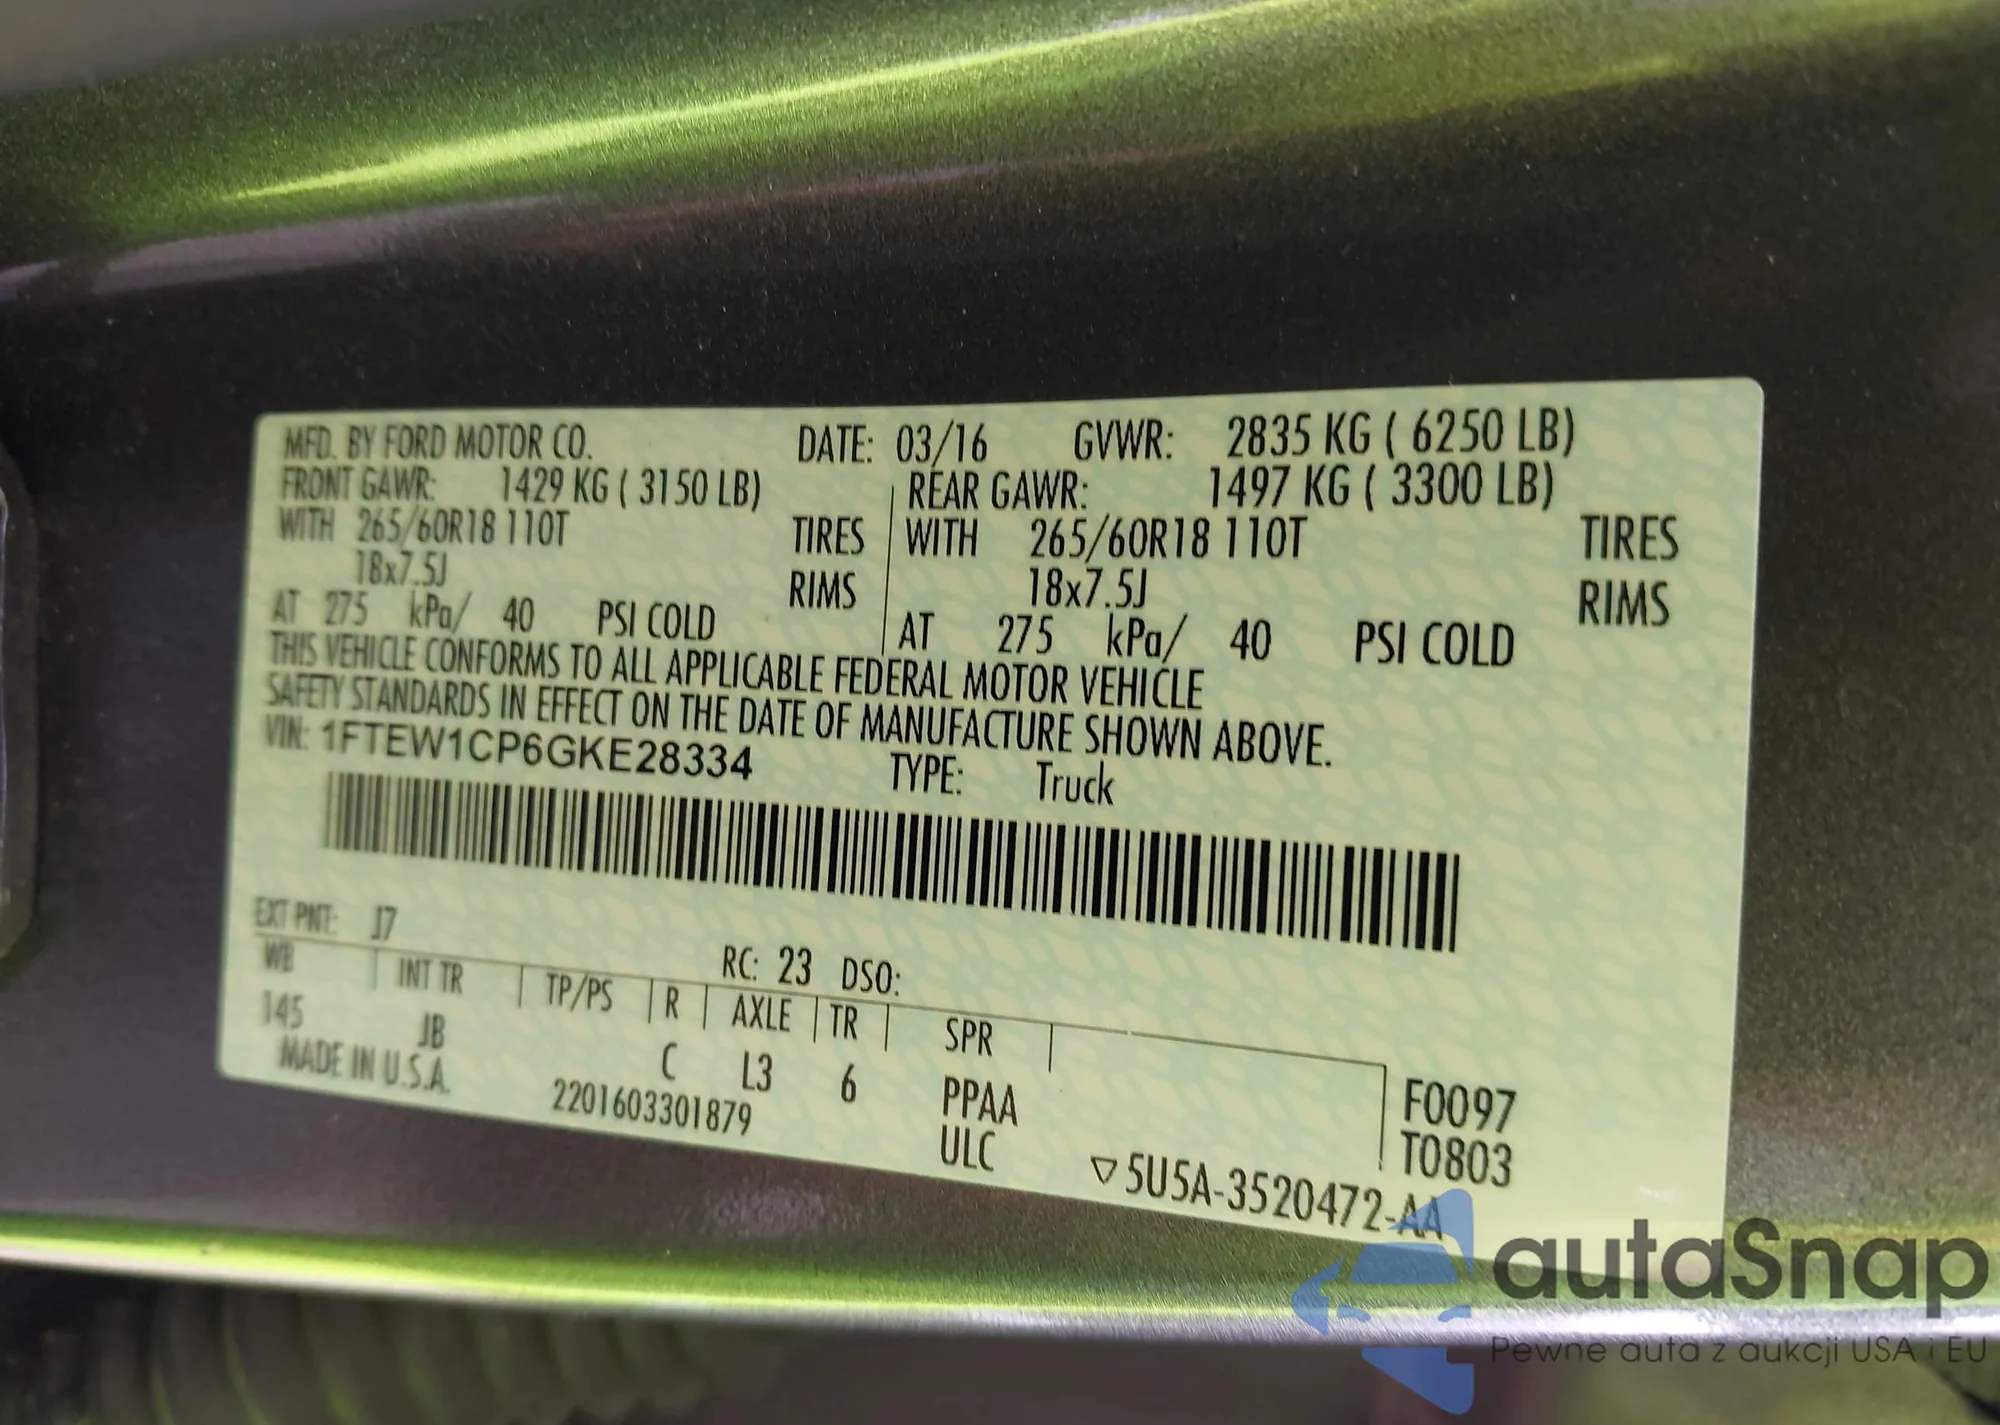 MFD. BY FORD MOTOR CO. DATE: 03/16 GVWR: 2835 KG ( 6250 LB)
FRONT GAWR: 1429 KG ( 3150 LB) REAR GAWR: 1497 KG ( 3300 LB)
WITH 265/60R18 110T TIRES WITH 265/60R18 110T TIRES
18x7.5J RIMS 18x7.5J RIMS
AT 275 kPa/ 40 PSI COLD AT 275 kPa/ 40 PSI COLD
THIS VEHICLE CONFORMS TO ALL APPLICABLE FEDERAL MOTOR VEHICLE
SAFETY STANDARDS IN EFFECT ON THE DATE OF MANUFACTURE SHOWN ABOVE.
VIN: 1FTEW1CP6GKE28334 TYPE: Truck
EXT PNT: J7 RC: 23 DSO:
WB INT TR TP/PS R AXLE TR SPR
145 JB C L3 6 PPAA F0097
MADE IN U.S.A. 2201603301879 ULC T0803
▽5U5A-3520472-AA
autaSnap
Pewne auta z aukcji USA i EU